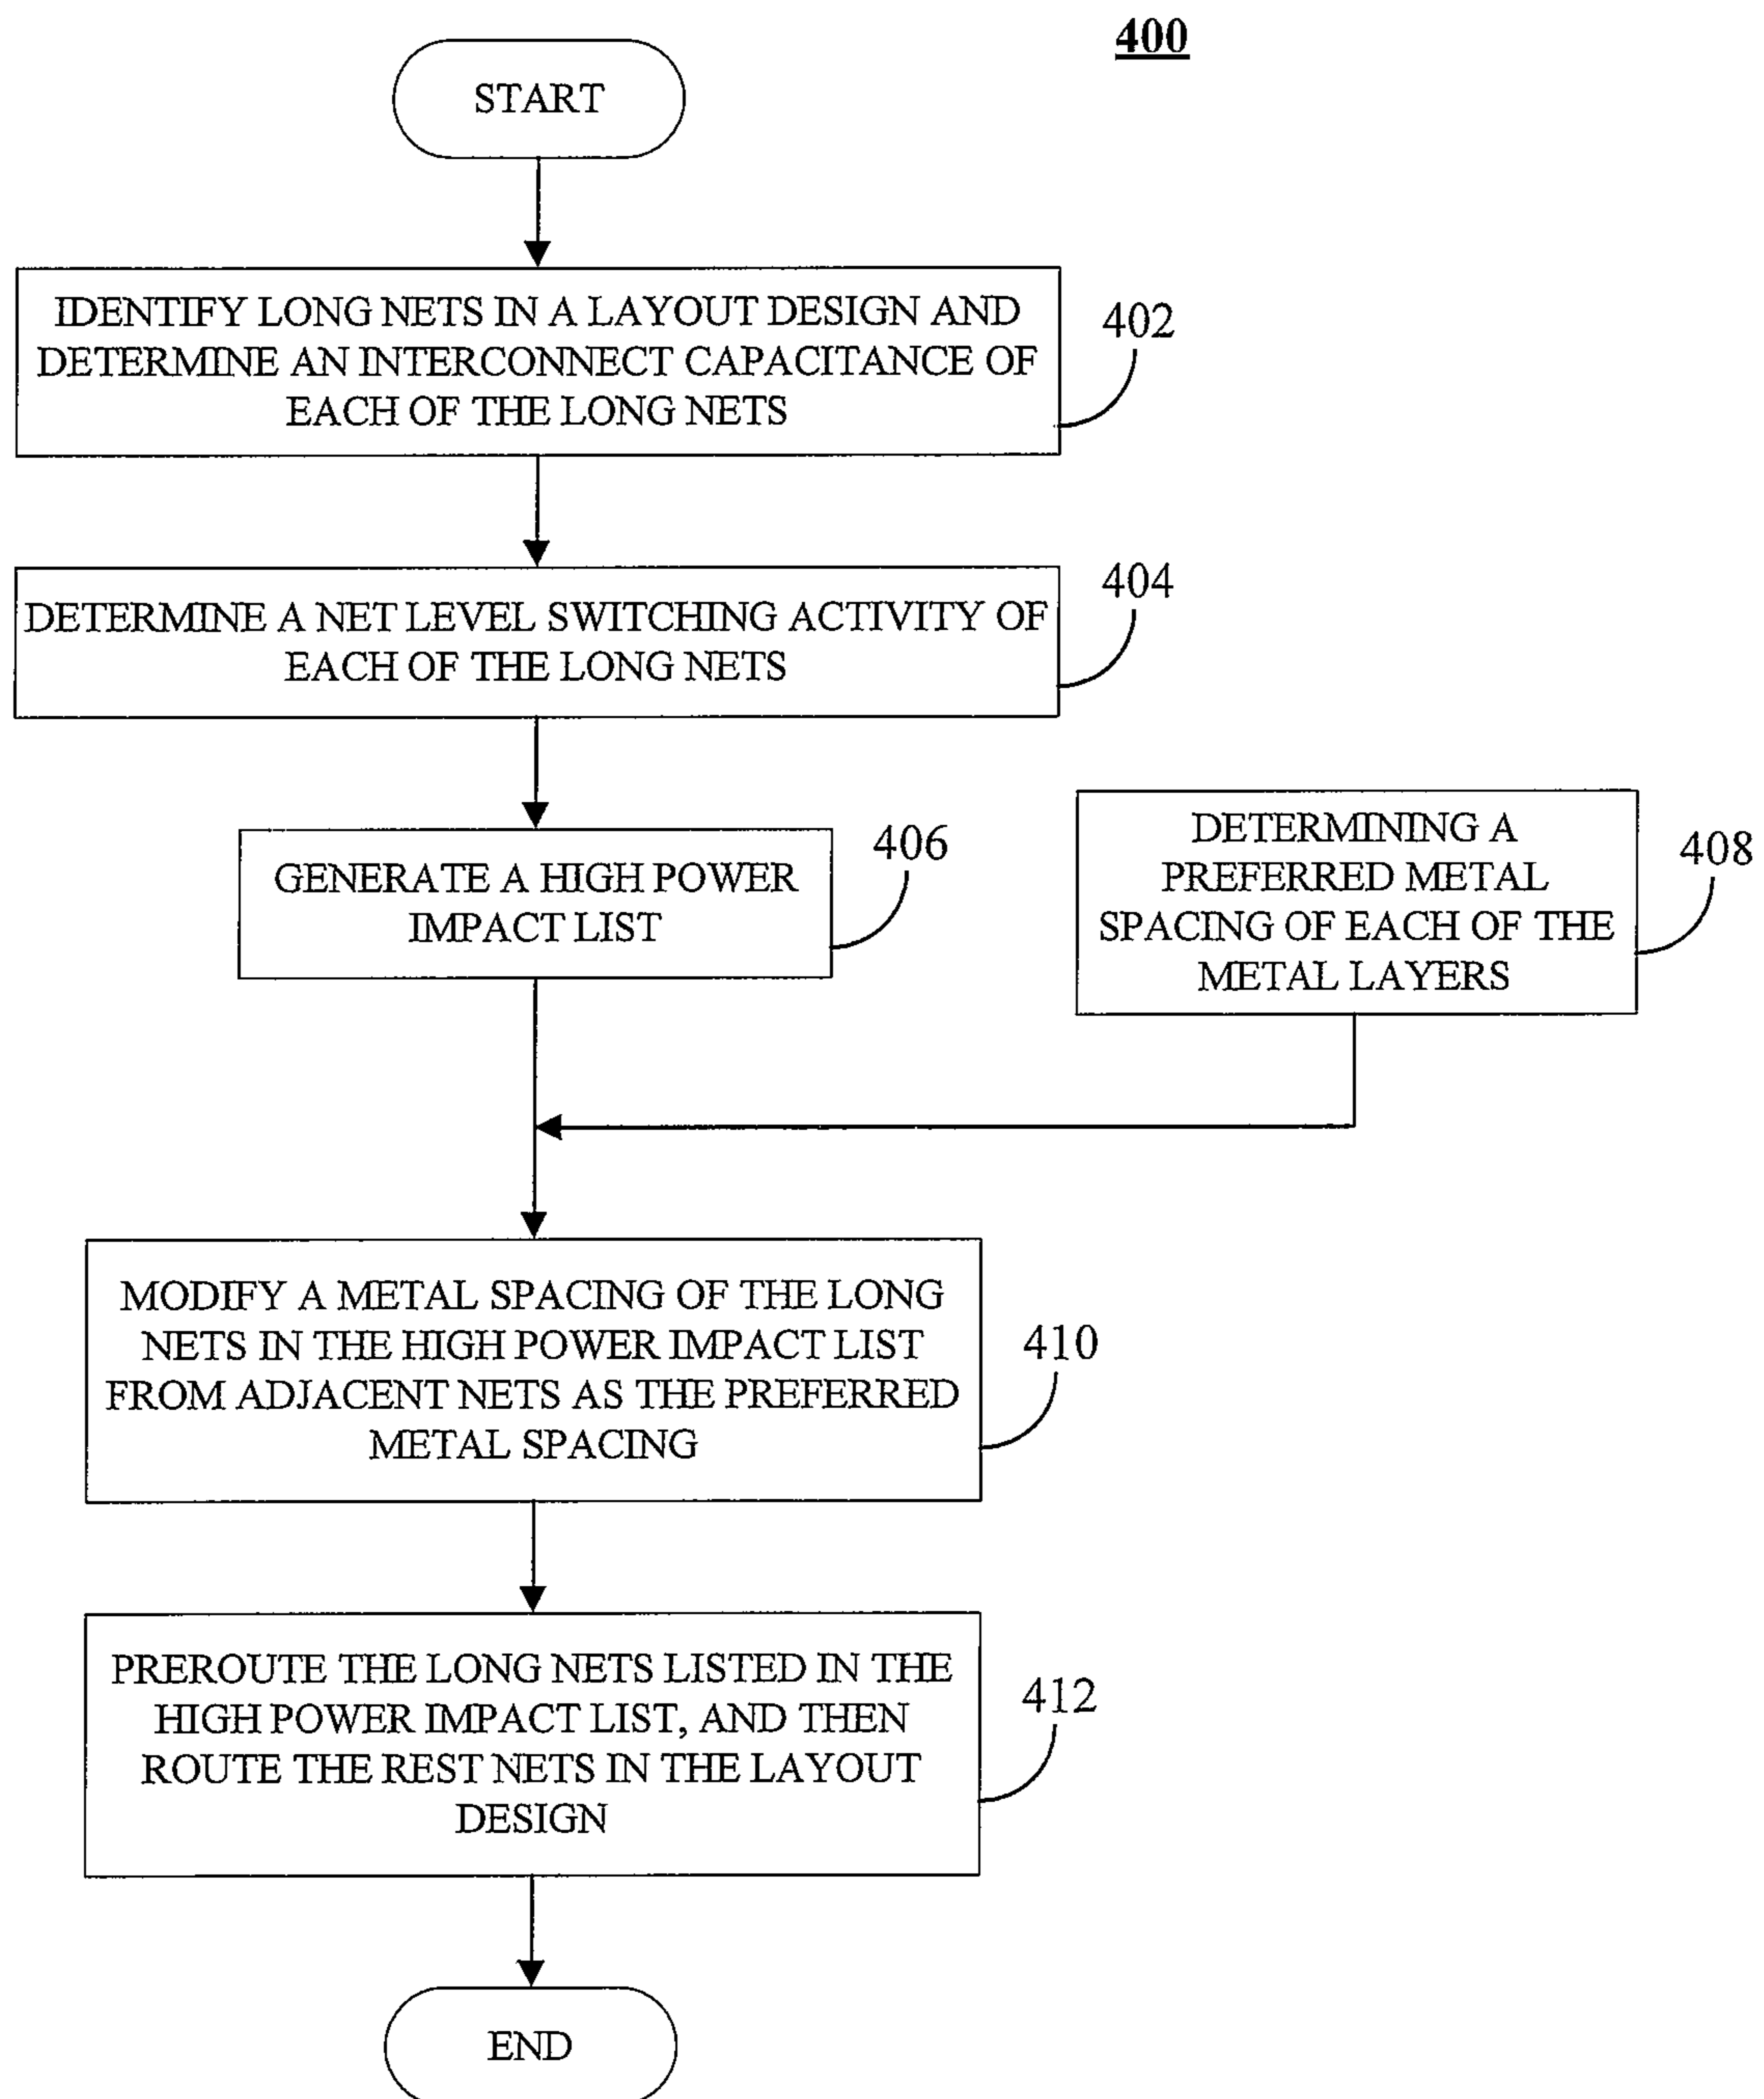 400
START
IDENTIFY LONG NETS IN A LAYOUT DESIGN AND
DETERMINE AN INTERCONNECT CAPACITANCE OF
EACH OF THE LONG NETS
402
DETERMINE A NET LEVEL SWITCHING ACTIVITY OF
EACH OF THE LONG NETS
404
GENERATE A HIGH POWER
IMPACT LIST
406
DETERMINING A
PREFERRED METAL
SPACING OF EACH OF THE
METAL LAYERS
408
MODIFY A METAL SPACING OF THE LONG
NETS IN THE HIGH POWER IMPACT LIST
FROM ADJACENT NETS AS THE PREFERRED
METAL SPACING
410
PREROUTE THE LONG NETS LISTED IN THE
HIGH POWER IMPACT LIST, AND THEN
ROUTE THE REST NETS IN THE LAYOUT
DESIGN
412
END